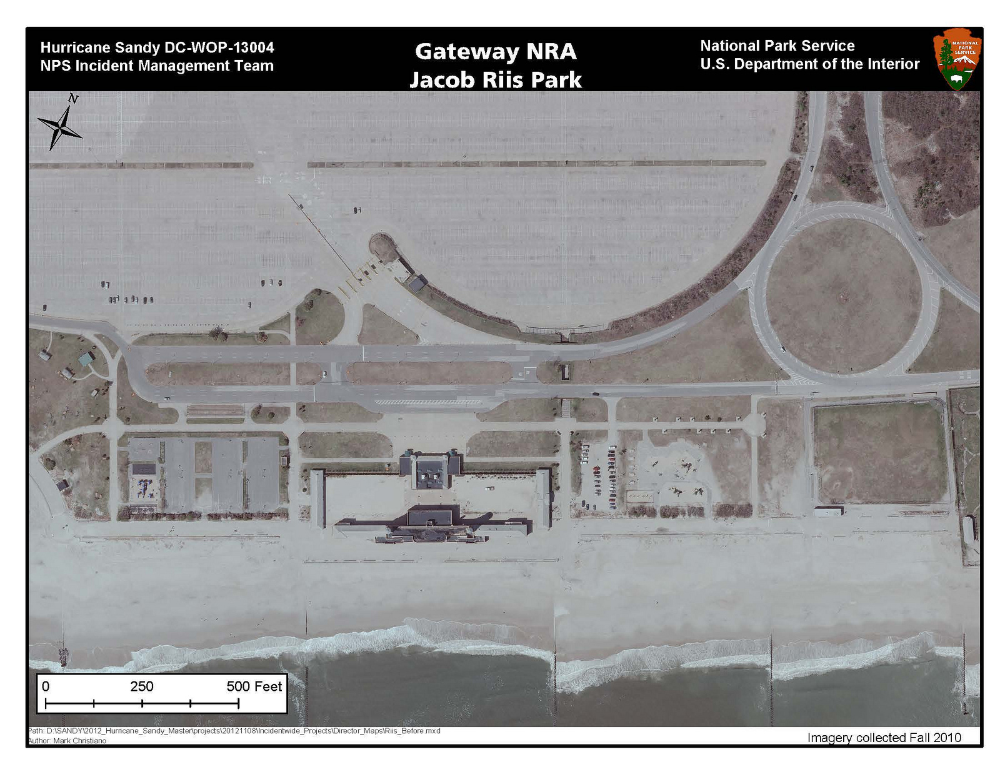 Hurricane Sandy DC-WOP-13004
NPS Incident Management Team
Gateway NRA
Jacob Riis Park
National Park Service
U.S. Department of the Interior
NATIONAL
PARK
SERVICE
N
0 250 500 Feet
Path: D:\SANDY\2012_Hurricane_Sandy_Master\projects\20121108\Incidentwide_Projects\Director_Maps\Riis_Before.mxd
Author: Mark Christiano
Imagery collected Fall 2010